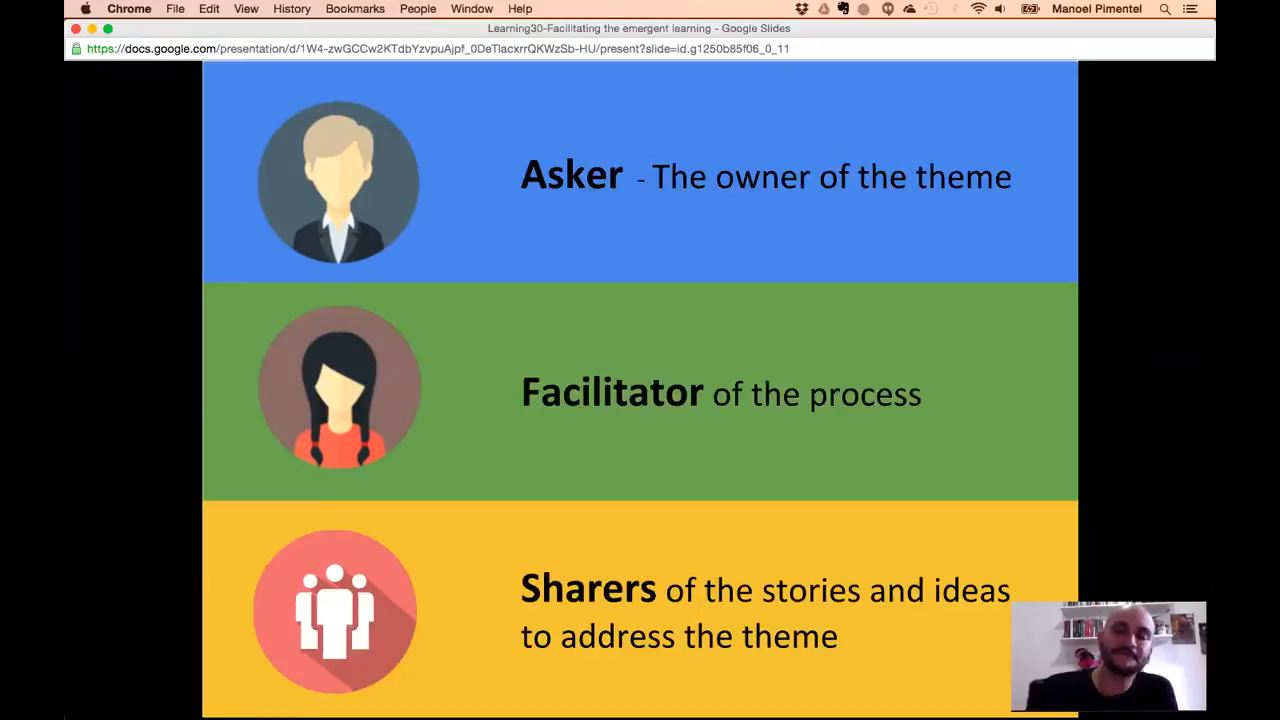 Chrome File Edit View History Bookmarks People Window Help Manoel Pimentel
Learning30-Facilitating the emergent learning - Google Slides
https://docs.google.com/presentation/d/1W4-zwGCCw2KTdbYzvpuAjpf_0DeTlacxrrQKWzSb-HU/present?slide=id.g1250b85f06_0_11
Asker - The owner of the theme
Facilitator of the process
Sharers of the stories and ideas
to address the theme